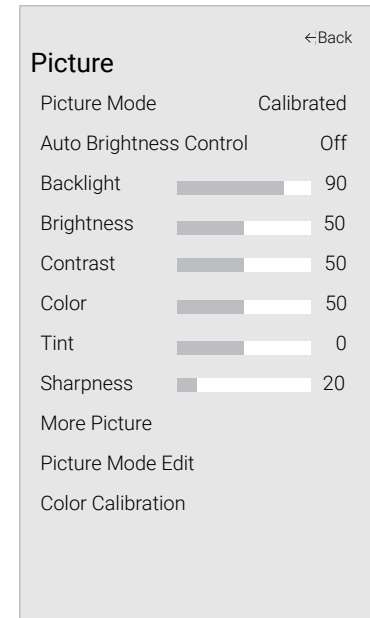 ←Back
Picture
Picture Mode Calibrated
Auto Brightness Control Off
Backlight 90
Brightness 50
Contrast 50
Color 50
Tint 0
Sharpness 20
More Picture
Picture Mode Edit
Color Calibration